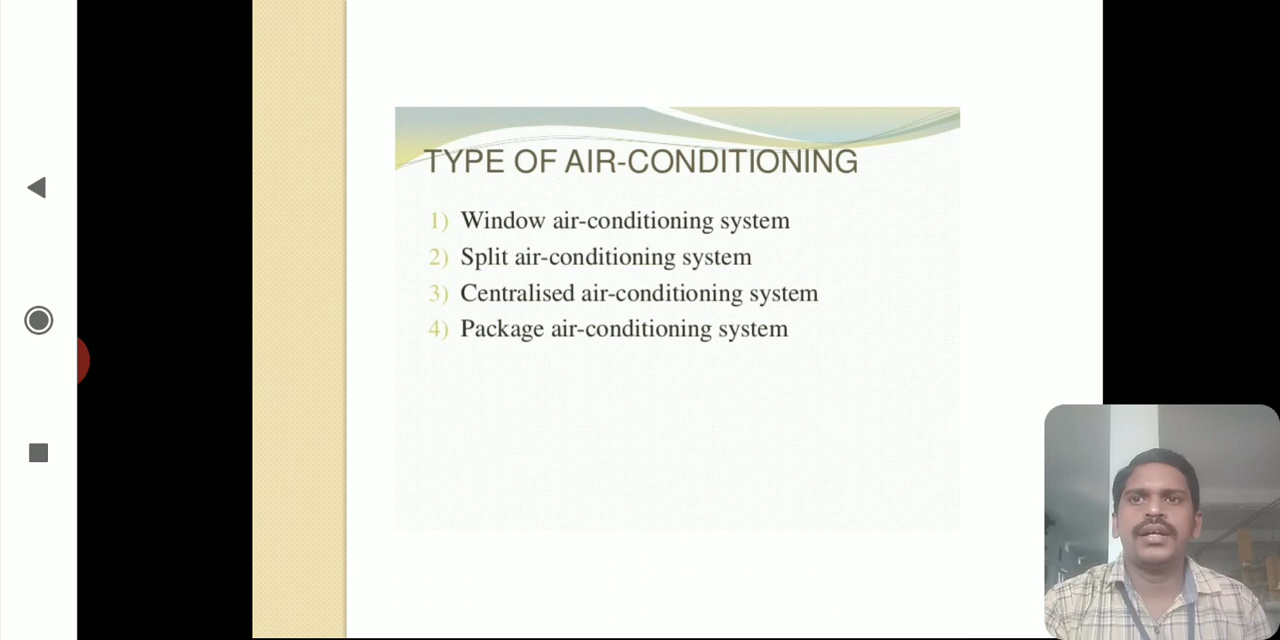 TYPE OF AIR-CONDITIONING
1) Window air-conditioning system
2) Split air-conditioning system
3) Centralised air-conditioning system
4) Package air-conditioning system